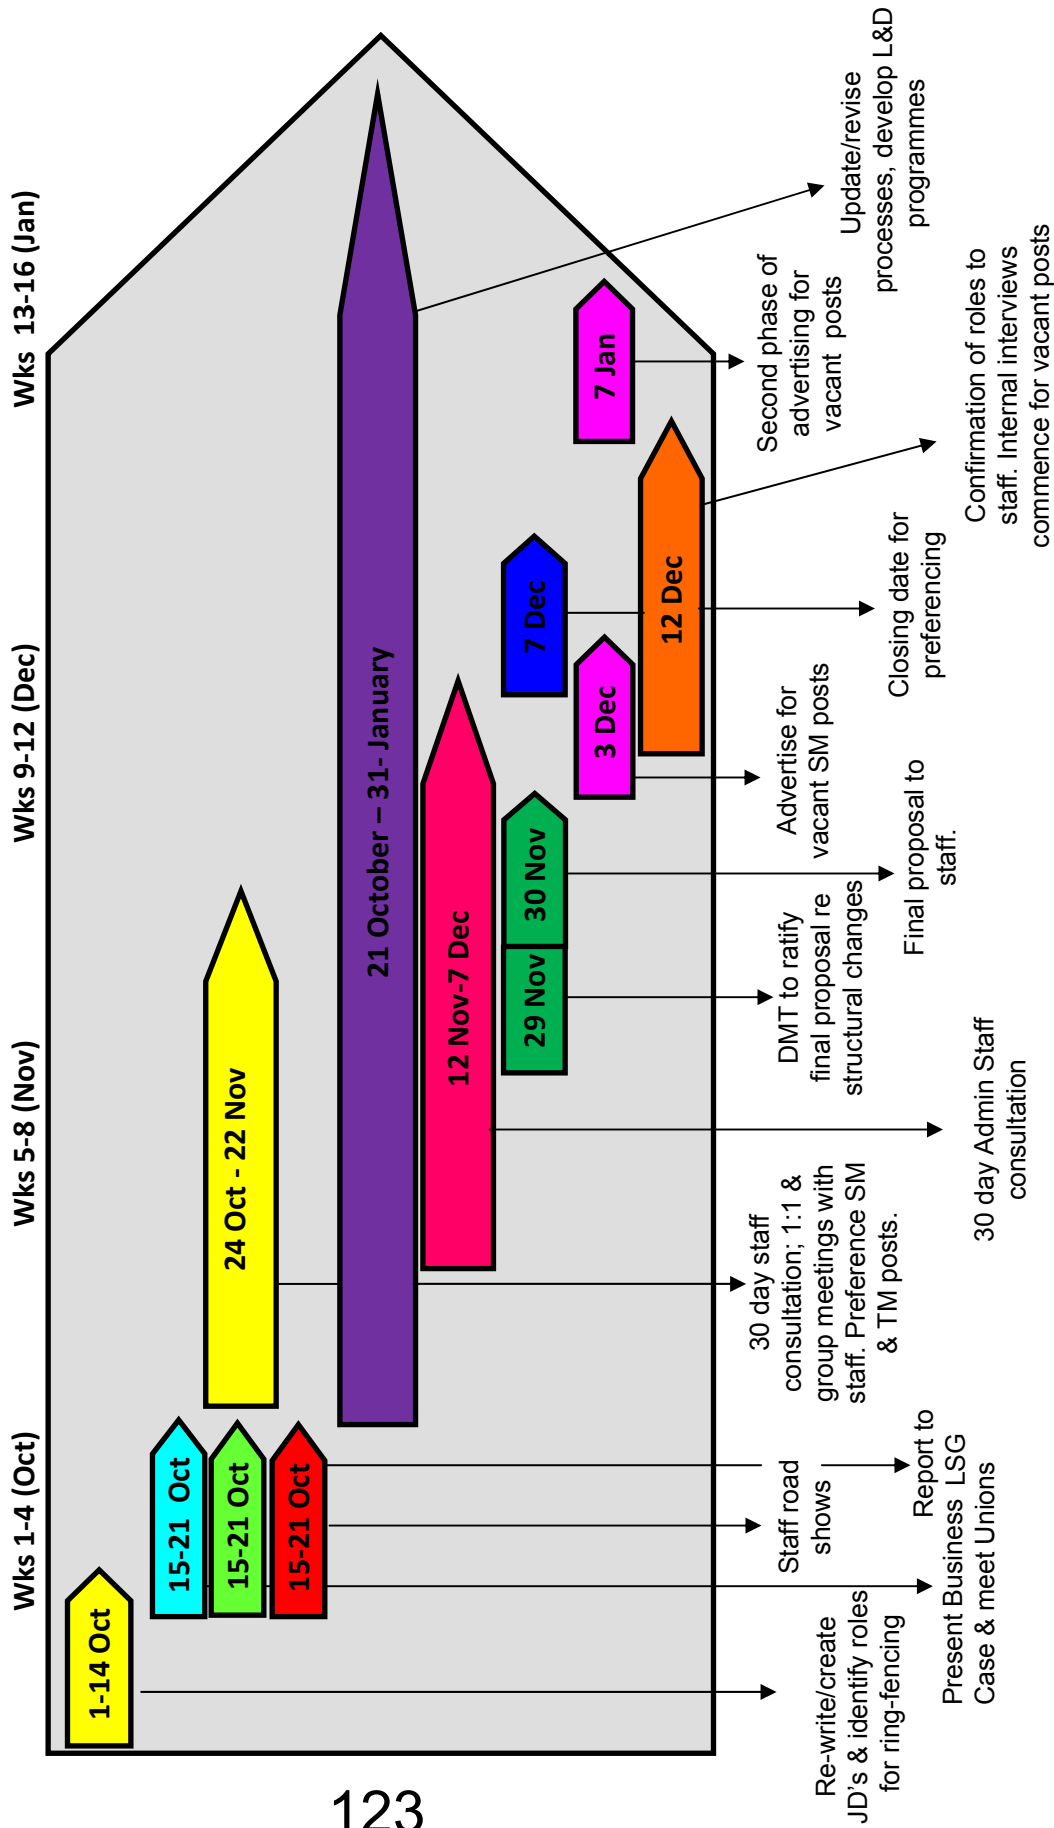 Wks 1-4 (Oct)
Wks 5-8 (Nov)
Wks 9-12 (Dec)
Wks  13-16 (Jan)
1-14 Oct
15-21  Oct
15-21 Oct
15-21 Oct
24 Oct - 22 Nov
21 October – 31- January
12 Nov-7 Dec
29 Nov
30 Nov
7 Dec
3 Dec
7 Jan
12 Dec
Re-write/create
JD's & identify roles
for ring-fencing
Present Business
Case & meet Unions
Staff road
shows
Report to
LSG
30 day staff
consultation; 1:1 &
group meetings with
staff. Preference SM
& TM posts.
30 day Admin Staff
consultation
DMT to ratify
final proposal re
structural changes
Final proposal to
staff.
Advertise for
vacant SM posts
Closing date for
preferencing
Confirmation of roles to
staff. Internal interviews
commence for vacant posts
Second phase of
advertising for
vacant  posts
Update/revise
processes, develop L&D
programmes
123